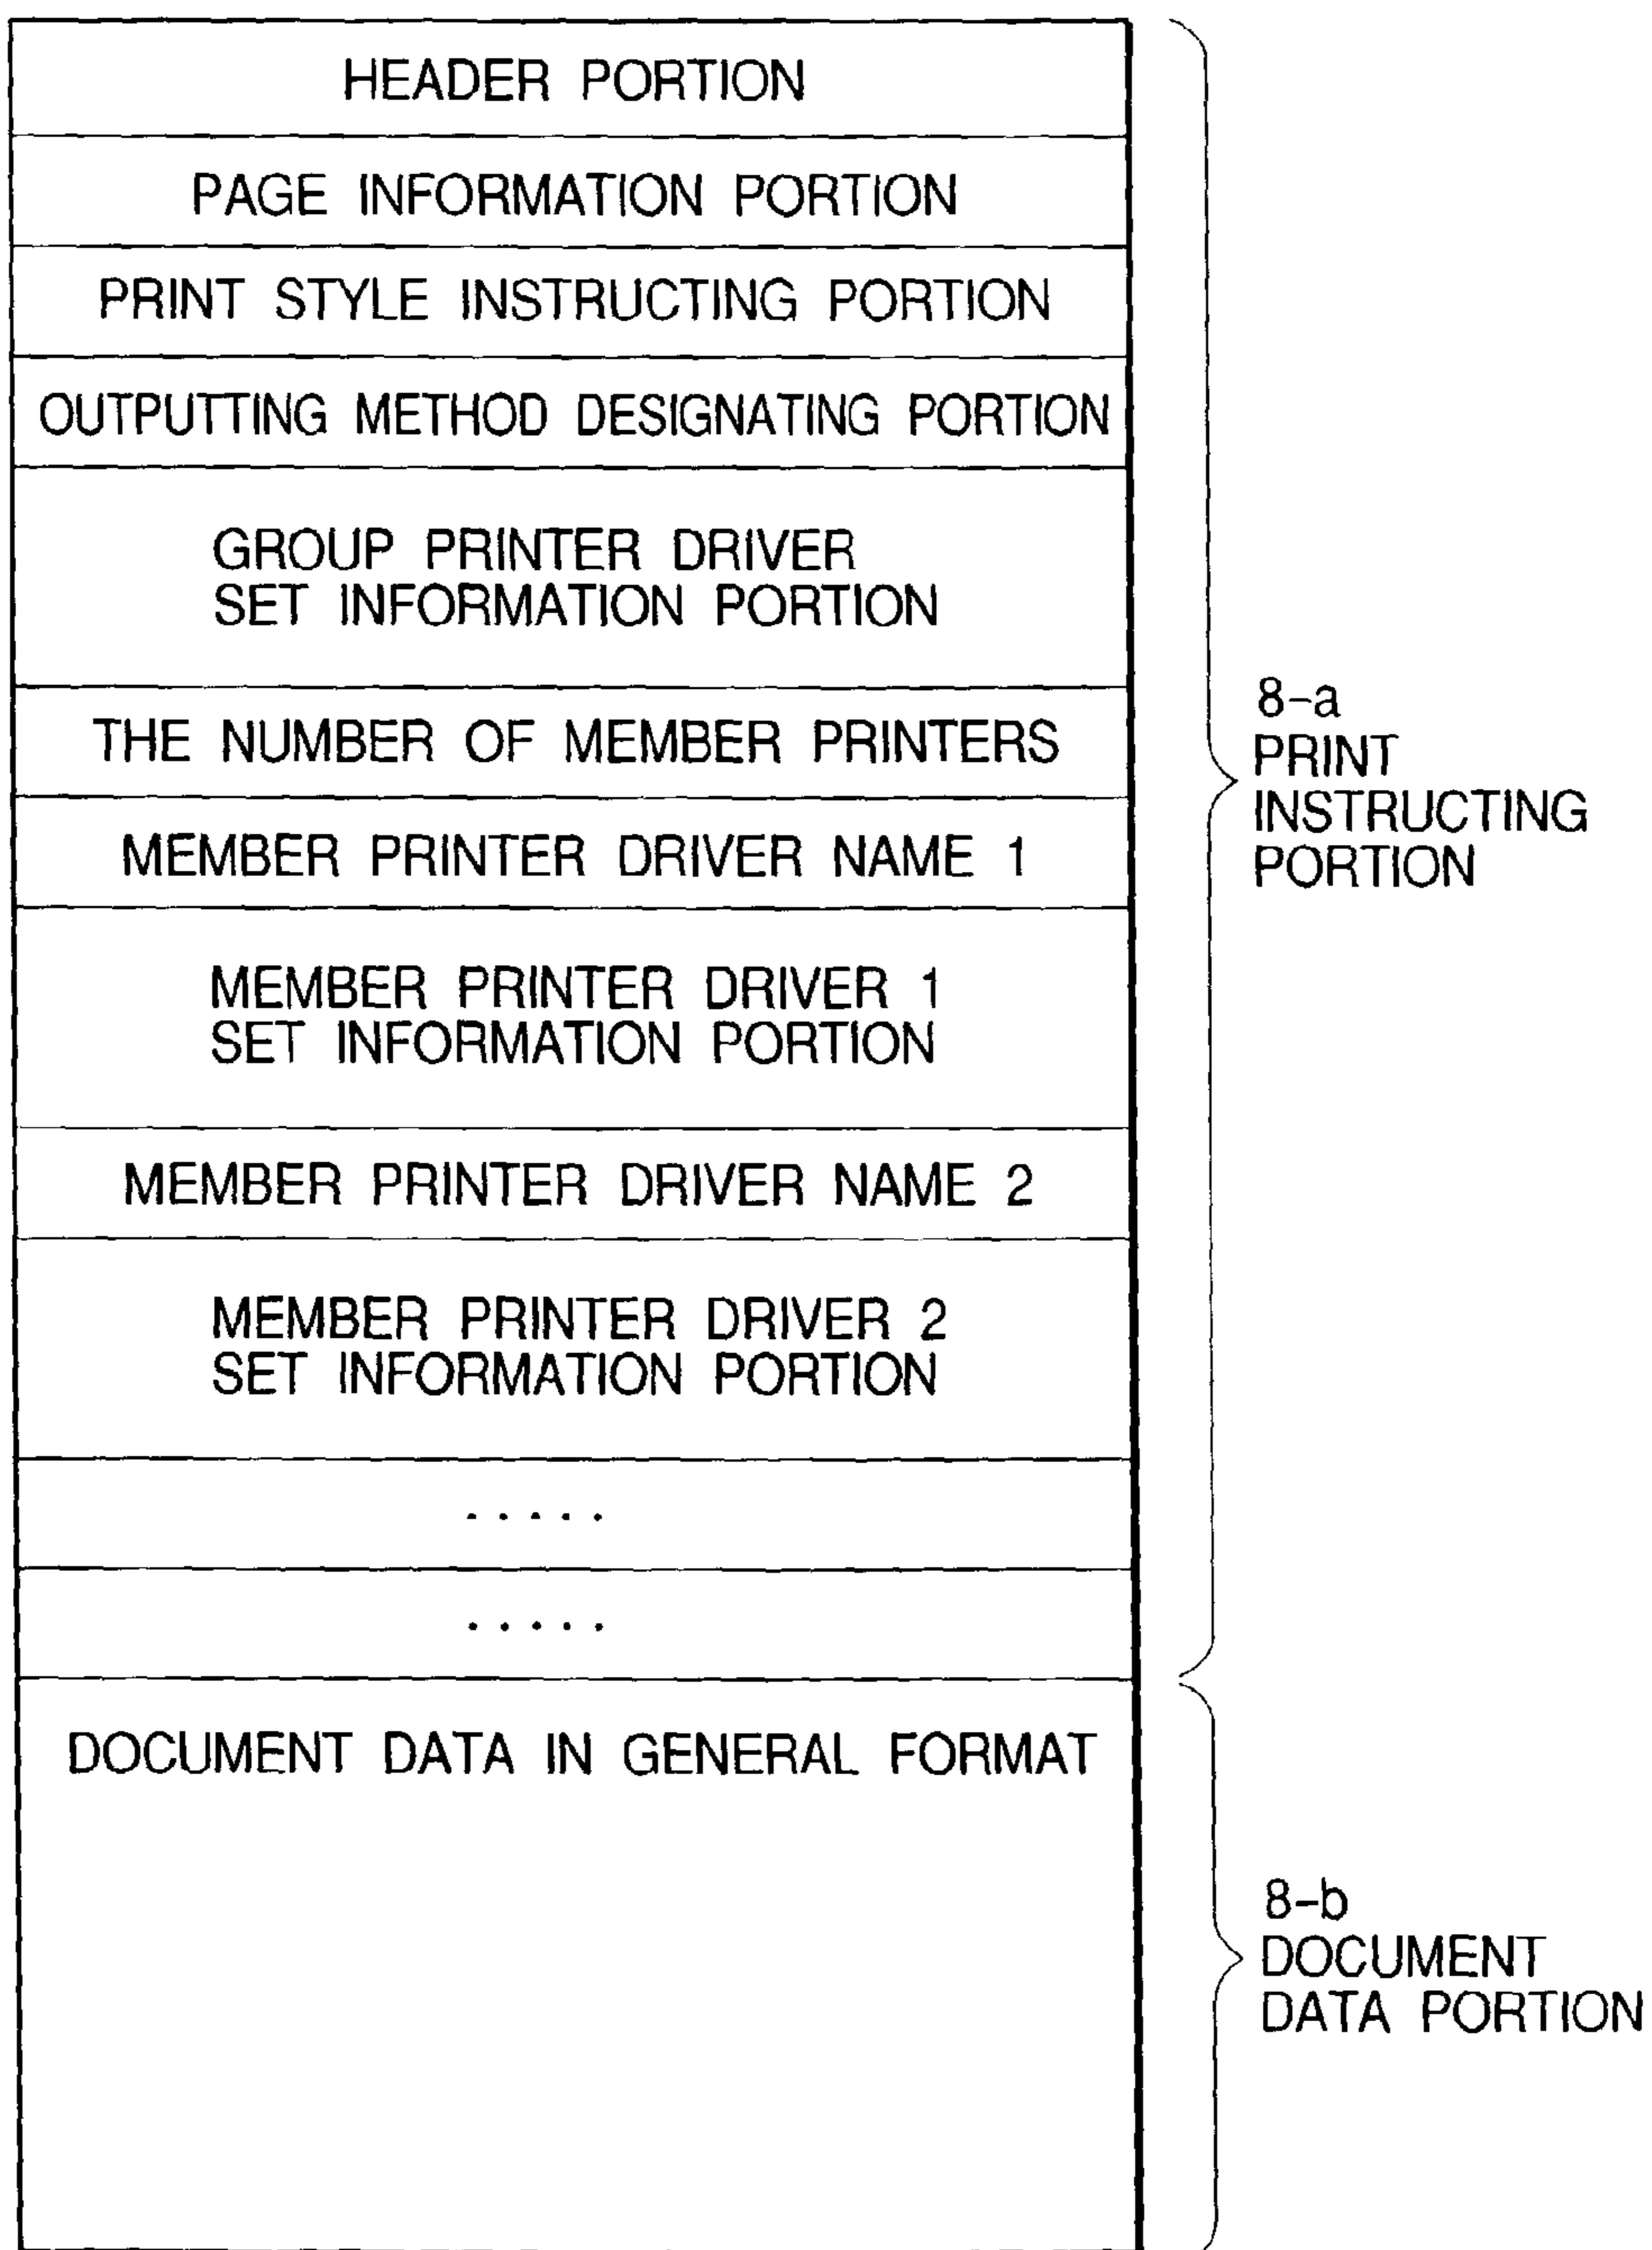 HEADER PORTION
PAGE INFORMATION PORTION
PRINT STYLE INSTRUCTING PORTION
OUTPUTTING METHOD DESIGNATING PORTION
GROUP PRINTER DRIVER
SET INFORMATION PORTION
THE NUMBER OF MEMBER PRINTERS
MEMBER PRINTER DRIVER NAME 1
MEMBER PRINTER DRIVER 1
SET INFORMATION PORTION
MEMBER PRINTER DRIVER NAME 2
MEMBER PRINTER DRIVER 2
SET INFORMATION PORTION
.....
.....
8-a
PRINT
INSTRUCTING
PORTION
DOCUMENT DATA IN GENERAL FORMAT
8-b
DOCUMENT
DATA PORTION